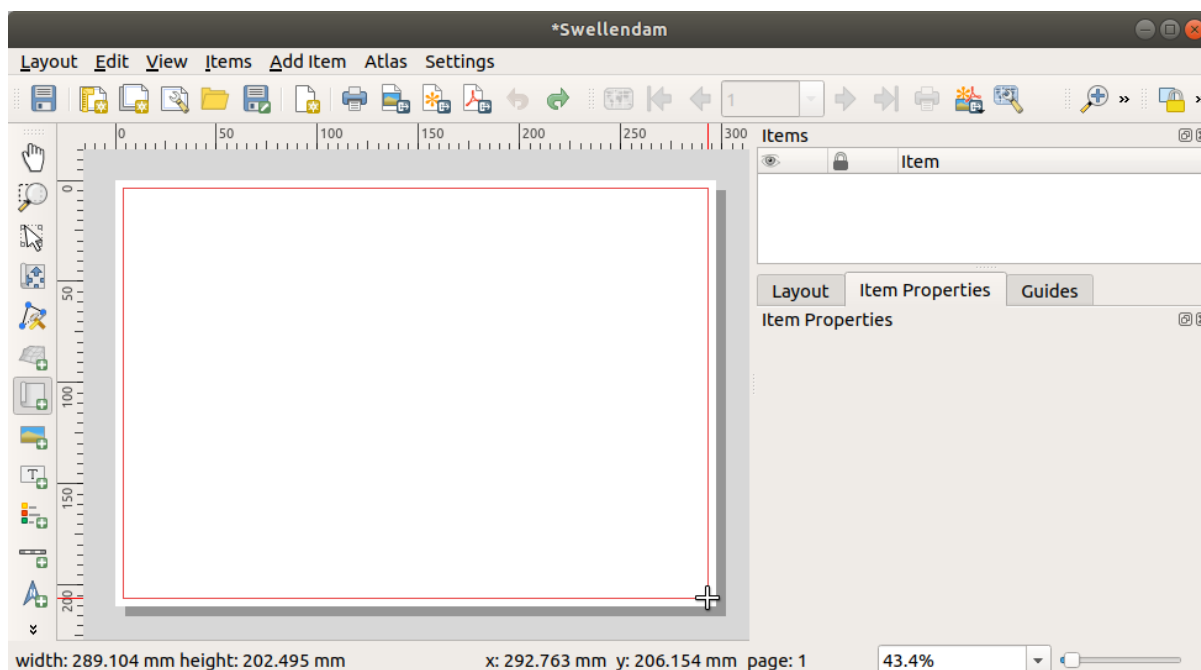 *Swellendam
Layout Edit View Items Add Item Atlas Settings
1 » »
0 50 100 150 200 250 300
Items
Item
0
50
100
150
200
Layout Item Properties Guides
Item Properties
T
»
width: 289.104 mm height: 202.495 mm x: 292.763 mm y: 206.154 mm page: 1 43.4%